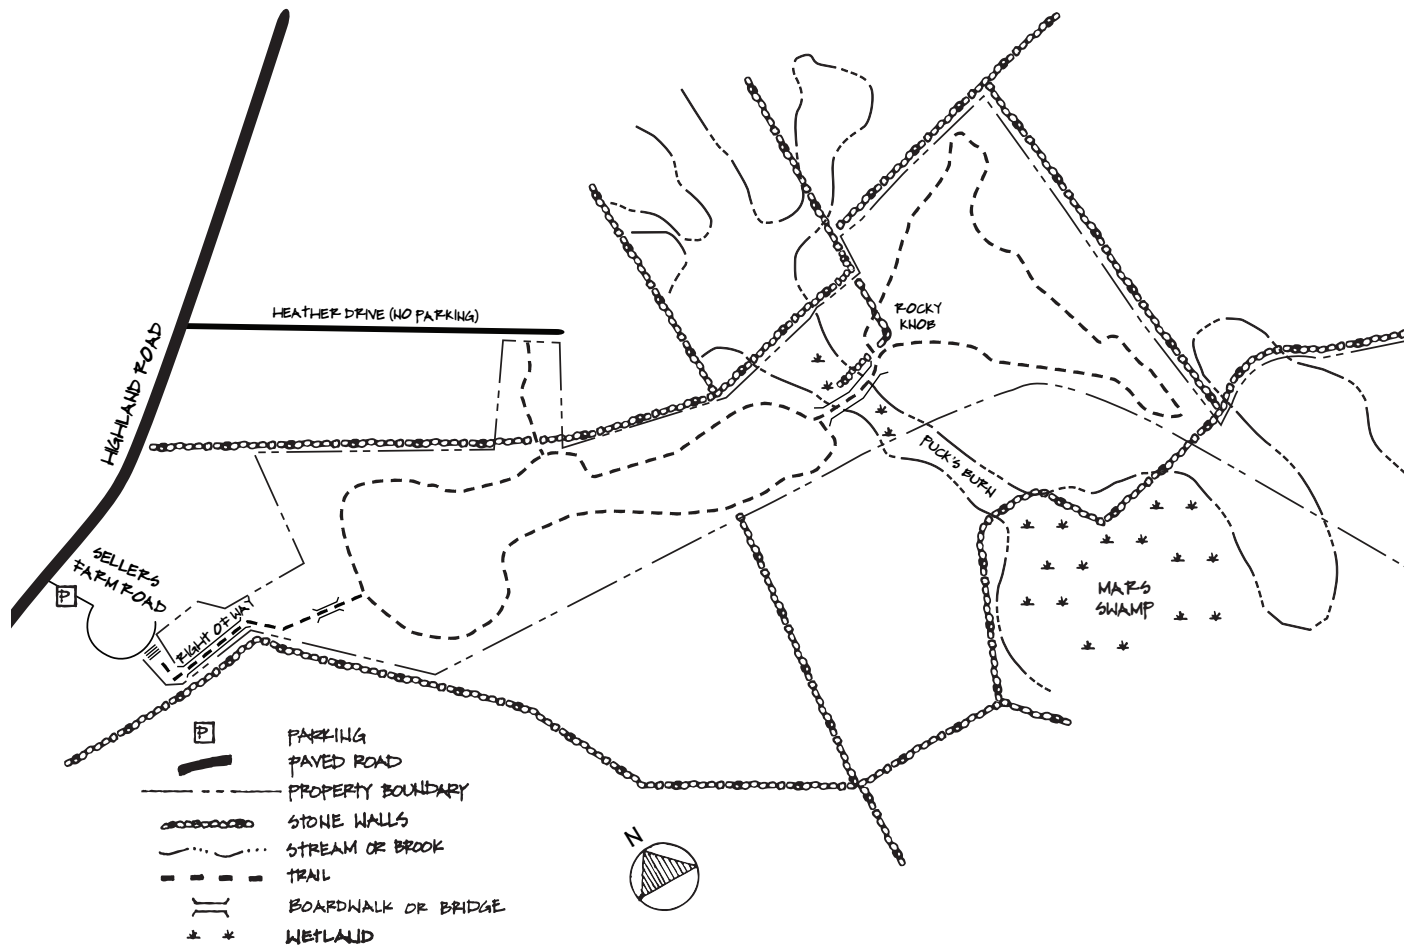 HEATHER DRIVE (NO PARKING)
HIGHLAND ROAD
ROCKY
KNOB
PUCK'S BURN
SELLERS
FARM ROAD
P
RIGHT OF WAY
MARS
SWAMP
P
PARKING
PAVED ROAD
PROPERTY BOUNDARY
STONE WALLS
STREAM OR BROOK
TRAIL
BOARDWALK OR BRIDGE
WETLAND
N